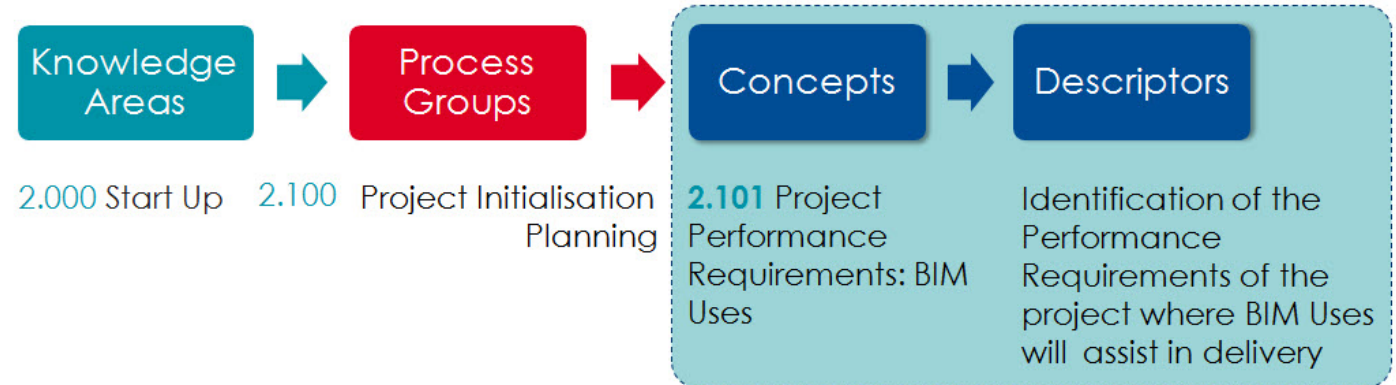 Knowledge
Areas
Process
Groups
Concepts
Descriptors
2.000 Start Up
2.100 Project Initialisation
Planning
2.101 Project
Performance
Requirements: BIM
Uses
Identification of the
Performance
Requirements of the
project where BIM Uses
will assist in delivery